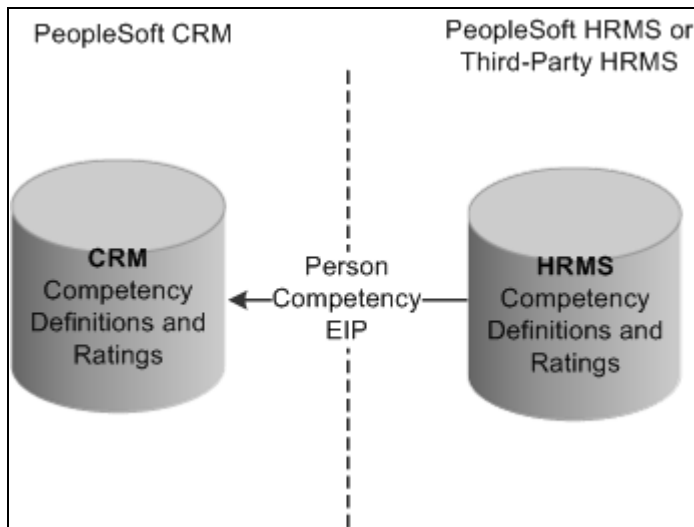 PeopleSoft CRM
PeopleSoft HRMS or
Third-Party HRMS
CRM
Competency
Definitions and
Ratings
Person
Competency
EIP
HRMS
Competency
Definitions and
Ratings